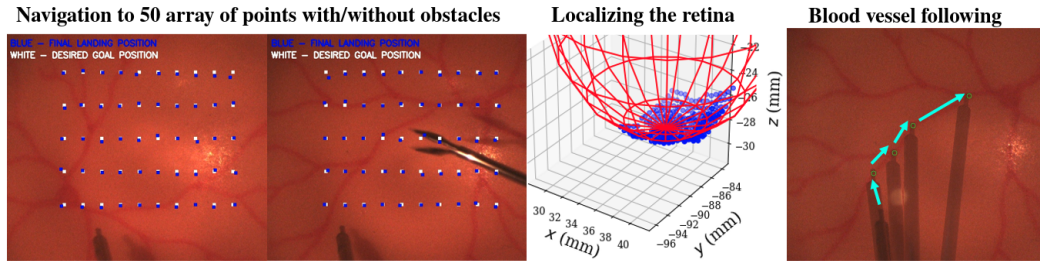 Navigation to 50 array of points with/without obstacles
BLUE – FINAL LANDING POSITION
WHITE – DESIRED GOAL POSITION
BLUE – FINAL LANDING POSITION
WHITE – DESIRED GOAL POSITION
Localizing the retina
−22
−24
−26
−28
−30
z (mm)
30 32 34 36 38 40
x (mm)
−96 −94 −92 −90 −88 −86 −84
y (mm)
Blood vessel following